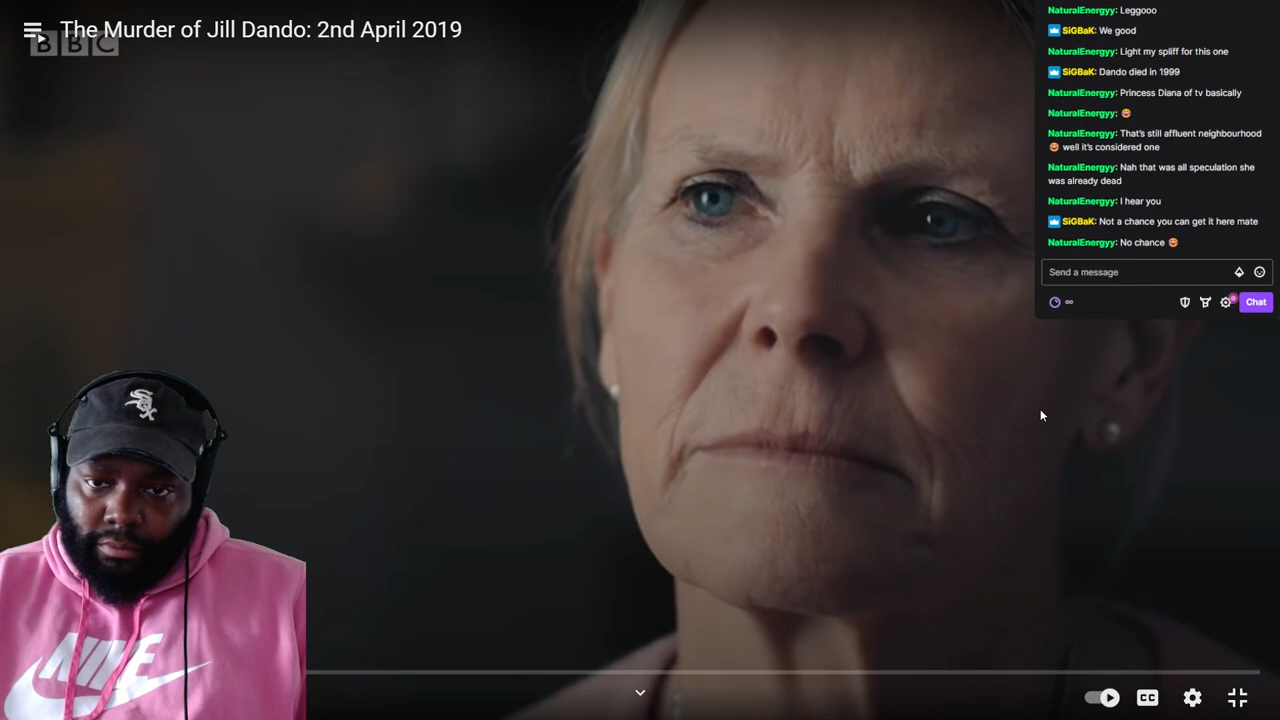 The Murder of Jill Dando: 2nd April 2019
BBC
NaturalEnergyy: Leggooo
SiGBaK: We good
NaturalEnergyy: Light my spliff for this one
SiGBaK: Dando died in 1999
NaturalEnergyy: Princess Diana of tv basically
NaturalEnergyy:
NaturalEnergyy: That's still affluent neighbourhood
well it's considered one
NaturalEnergyy: Nah that was all speculation she
was already dead
NaturalEnergyy: I hear you
SiGBaK: Not a chance you can get it here mate
NaturalEnergyy: No chance
Send a message
Chat
Sox
NIKE
CC